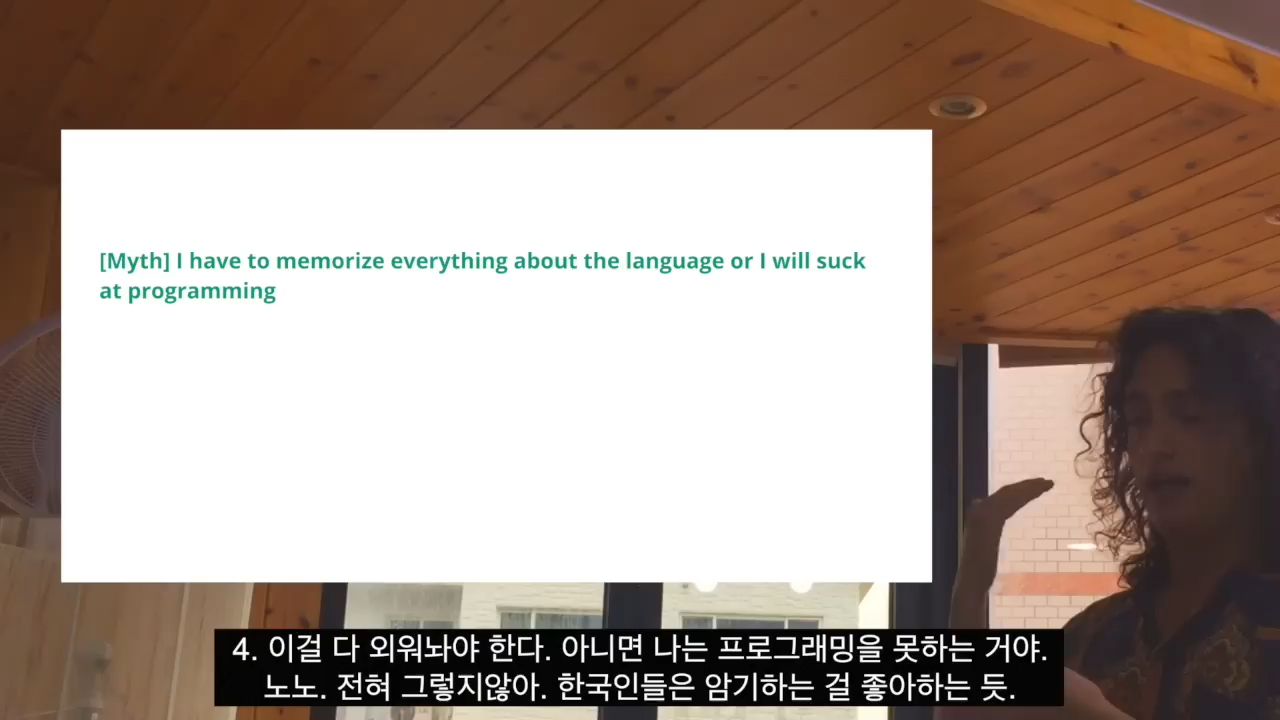 [Myth] I have to memorize everything about the language or I will suck
at programming
4. 이걸 다 외워놔야 한다. 아니면 나는 프로그래밍을 못하는 거야.
노노. 전혀 그렇지않아. 한국인들은 암기하는 걸 좋아하는 듯.